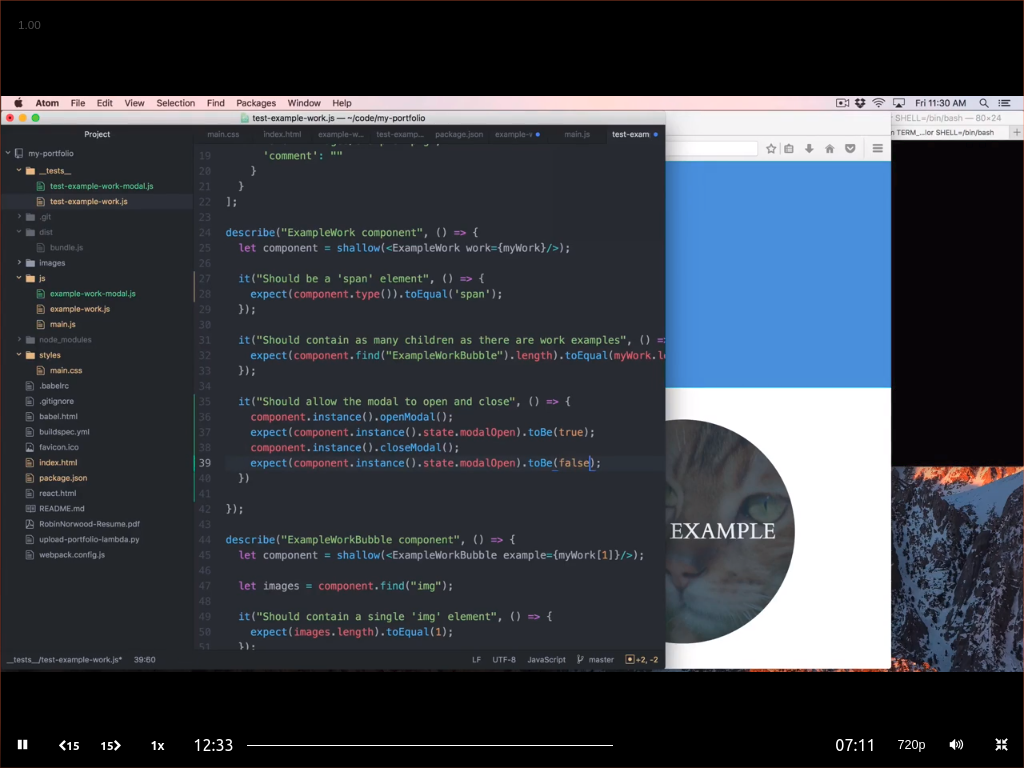 1.00
Atom File Edit View Selection Find Packages Window Help
Fri 11:30 AM
test-example-work.js — ~/code/my-portfolio
SHELL=/bin/bash — 80×24
TERM_...lor SHELL=/bin/bash
Project
main.css index.html example-w... test-examp... package.json example-v main.js test-exam
my-portfolio
__tests__
test-example-work-modal.js
test-example-work.js
.git
dist
bundle.js
images
js
example-work-modal.js
example-work.js
main.js
node_modules
styles
main.css
.babelrc
.gitignore
babel.html
buildspec.yml
favicon.ico
index.html
package.json
react.html
README.md
RobinNorwood-Resume.pdf
upload-portfolio-lambda.py
webpack.config.js
19 'comment': ""
20 }
21 }
22 ];
23
24 describe("ExampleWork component", () => {
25 let component = shallow(<ExampleWork work={myWork}/>);
26
27 it("Should be a 'span' element", () => {
28 expect(component.type()).toEqual('span');
29 });
30
31 it("Should contain as many children as there are work examples", () =>
32 expect(component.find("ExampleWorkBubble").length).toEqual(myWork.le
33 });
34
35 it("Should allow the modal to open and close", () => {
36 component.instance().openModal();
37 expect(component.instance().state.modalOpen).toBe(true);
38 component.instance().closeModal();
39 expect(component.instance().state.modalOpen).toBe(false);
40 })
41
42 });
43
44 describe("ExampleWorkBubble component", () => {
45 let component = shallow(<ExampleWorkBubble example={myWork[1]}/>);
46
47 let images = component.find("img");
48
49 it("Should contain a single 'img' element", () => {
50 expect(images.length).toEqual(1);
51 });
EXAMPLE
__tests__/test-example-work.js* 39:60
LF UTF-8 JavaScript master +2, -2
15 15 1x 12:33 07:11 720p